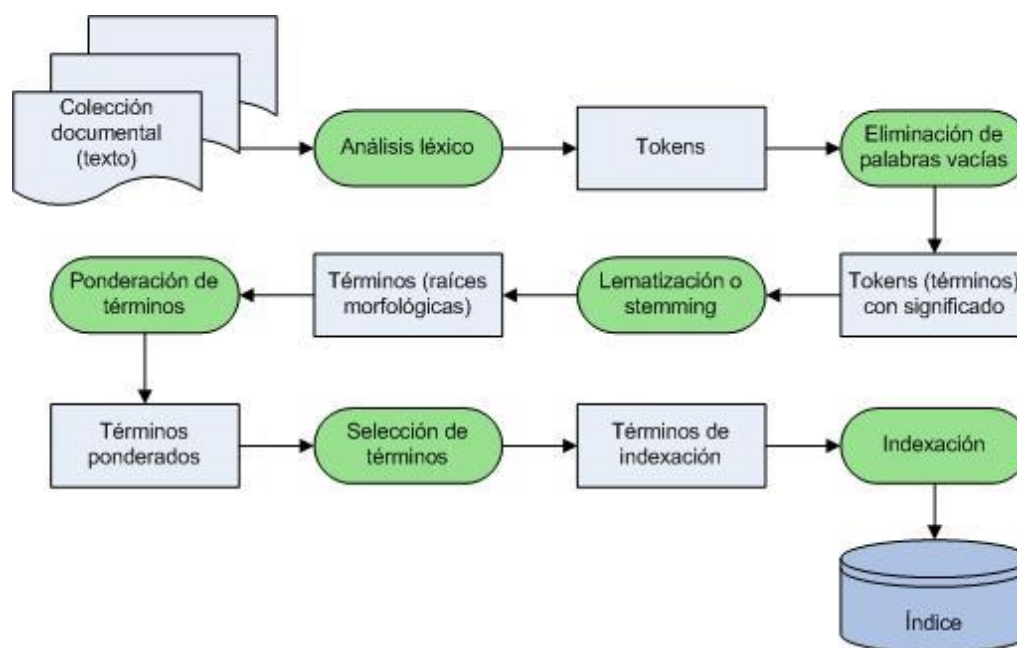 Colección
documental
(texto)
Análisis léxico
Tokens
Eliminación de
palabras vacías
Tokens (términos)
con significado
Lematización o
stemming
Términos (raíces
morfológicas)
Ponderación de
términos
Términos
ponderados
Selección de
términos
Términos de
indexación
Indexación
Índice